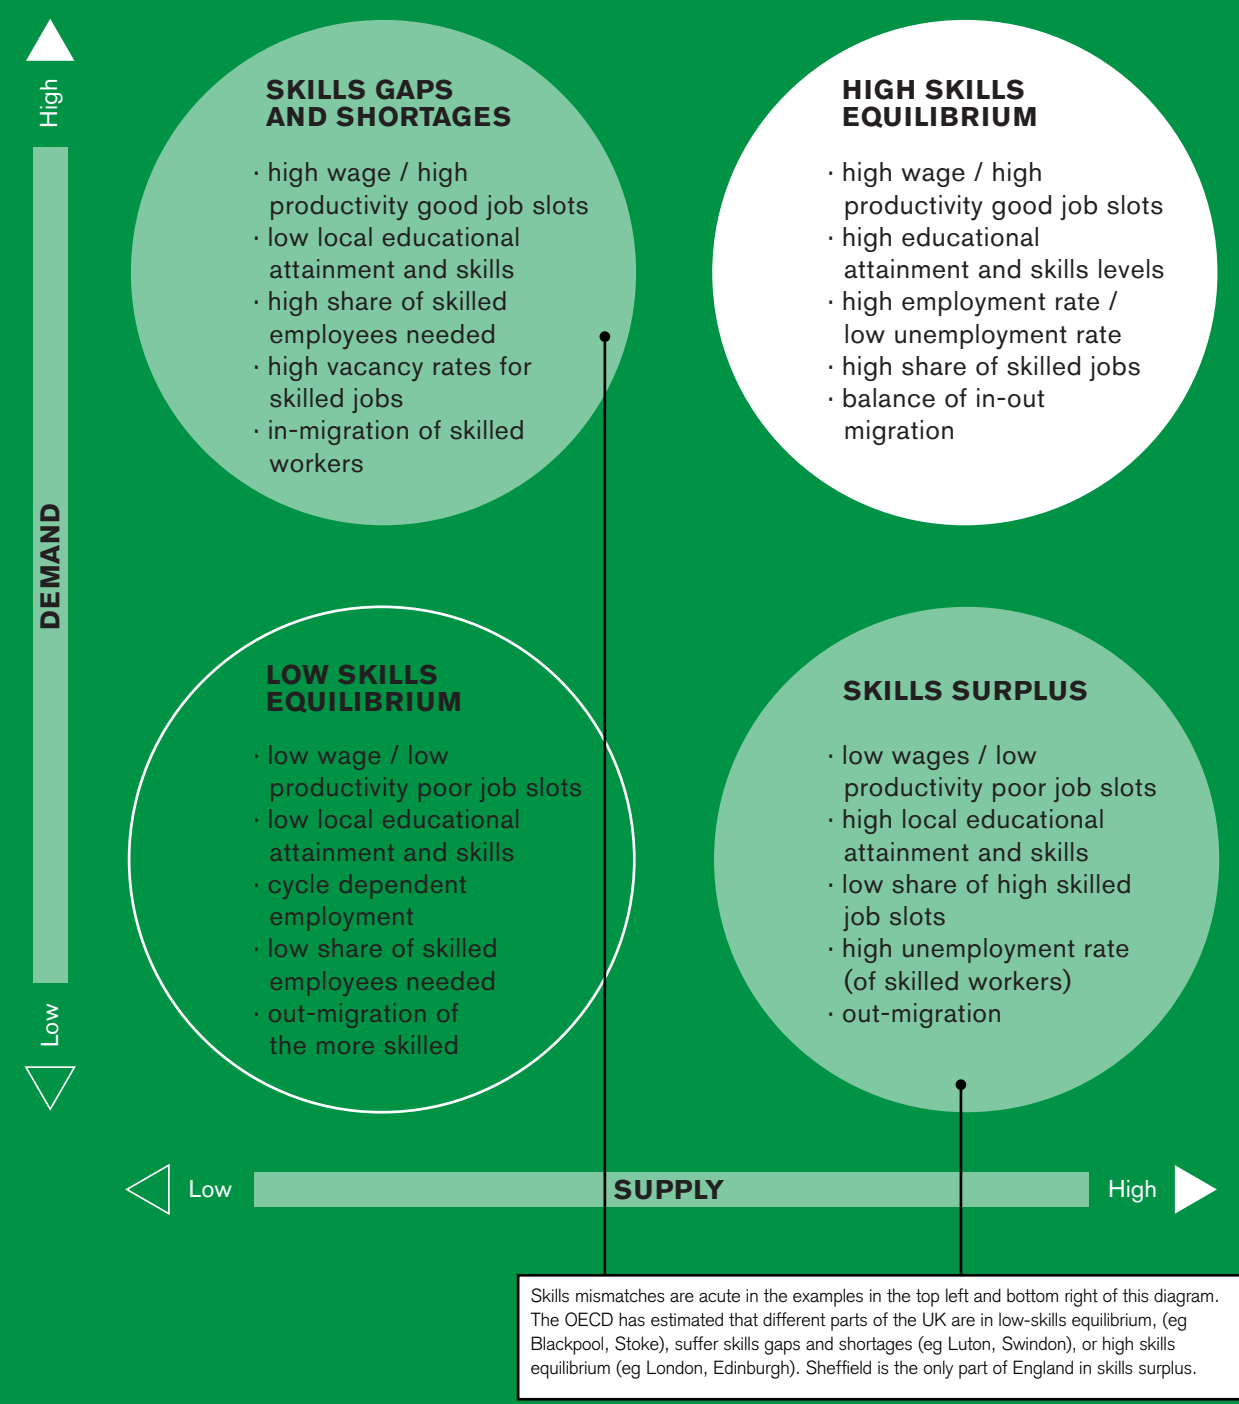 High
DEMAND
Low
SKILLS GAPS
AND SHORTAGES
· high wage / high
productivity good job slots
· low local educational
attainment and skills
· high share of skilled
employees needed
· high vacancy rates for
skilled jobs
· in-migration of skilled
workers
HIGH SKILLS
EQUILIBRIUM
· high wage / high
productivity good job slots
· high educational
attainment and skills levels
· high employment rate /
low unemployment rate
· high share of skilled jobs
· balance of in-out
migration
LOW SKILLS
EQUILIBRIUM
· low wage / low
productivity poor job slots
· low local educational
attainment and skills
· cycle dependent
employment
· low share of skilled
employees needed
· out-migration of
the more skilled
SKILLS SURPLUS
· low wages / low
productivity poor job slots
· high local educational
attainment and skills
· low share of high skilled
job slots
· high unemployment rate
(of skilled workers)
· out-migration
Low
SUPPLY
High
Skills mismatches are acute in the examples in the top left and bottom right of this diagram.
The OECD has estimated that different parts of the UK are in low-skills equilibrium, (eg
Blackpool, Stoke), suffer skills gaps and shortages (eg Luton, Swindon), or high skills
equilibrium (eg London, Edinburgh). Sheffield is the only part of England in skills surplus.